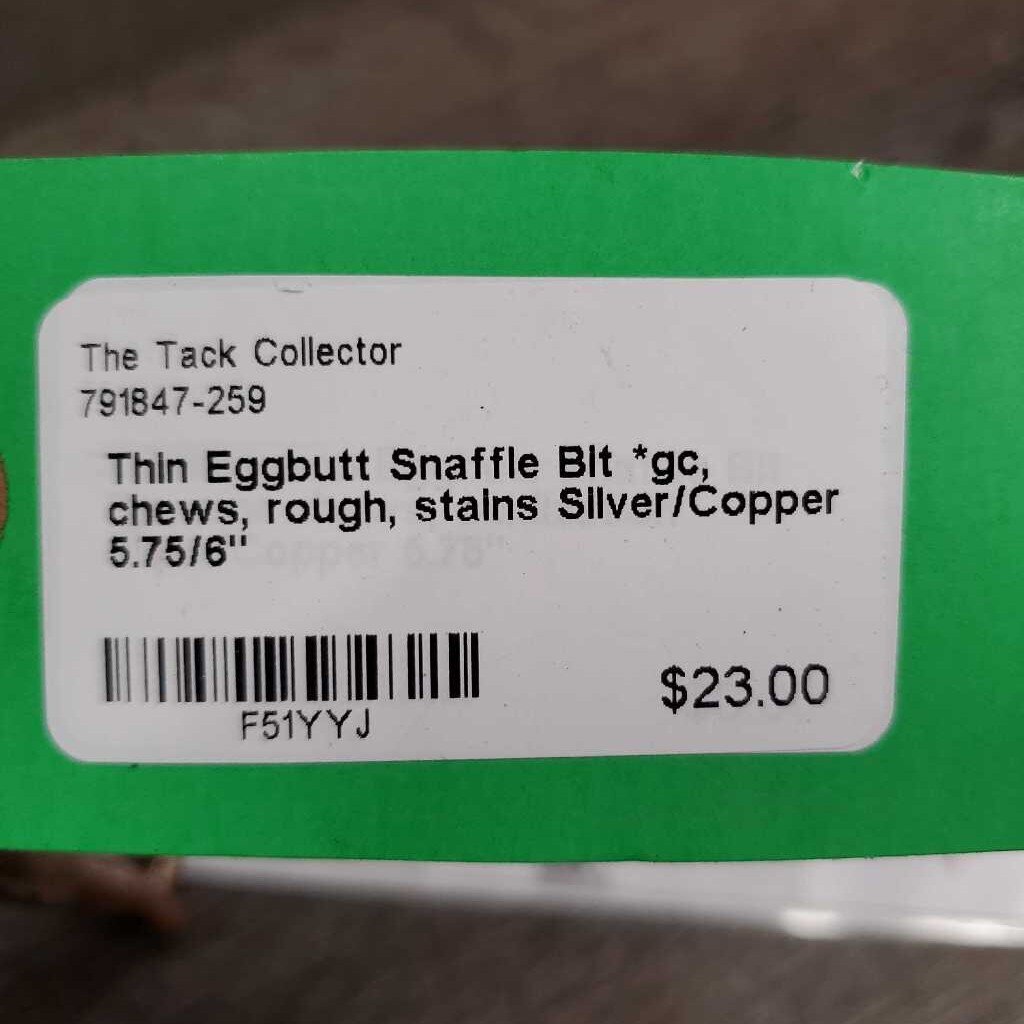 The Tack Collector
791847-259
Thin Eggbutt Snaffle Bit *gc,
chews, rough, stains Silver/Copper
5.75/6"
F51YYJ
$23.00